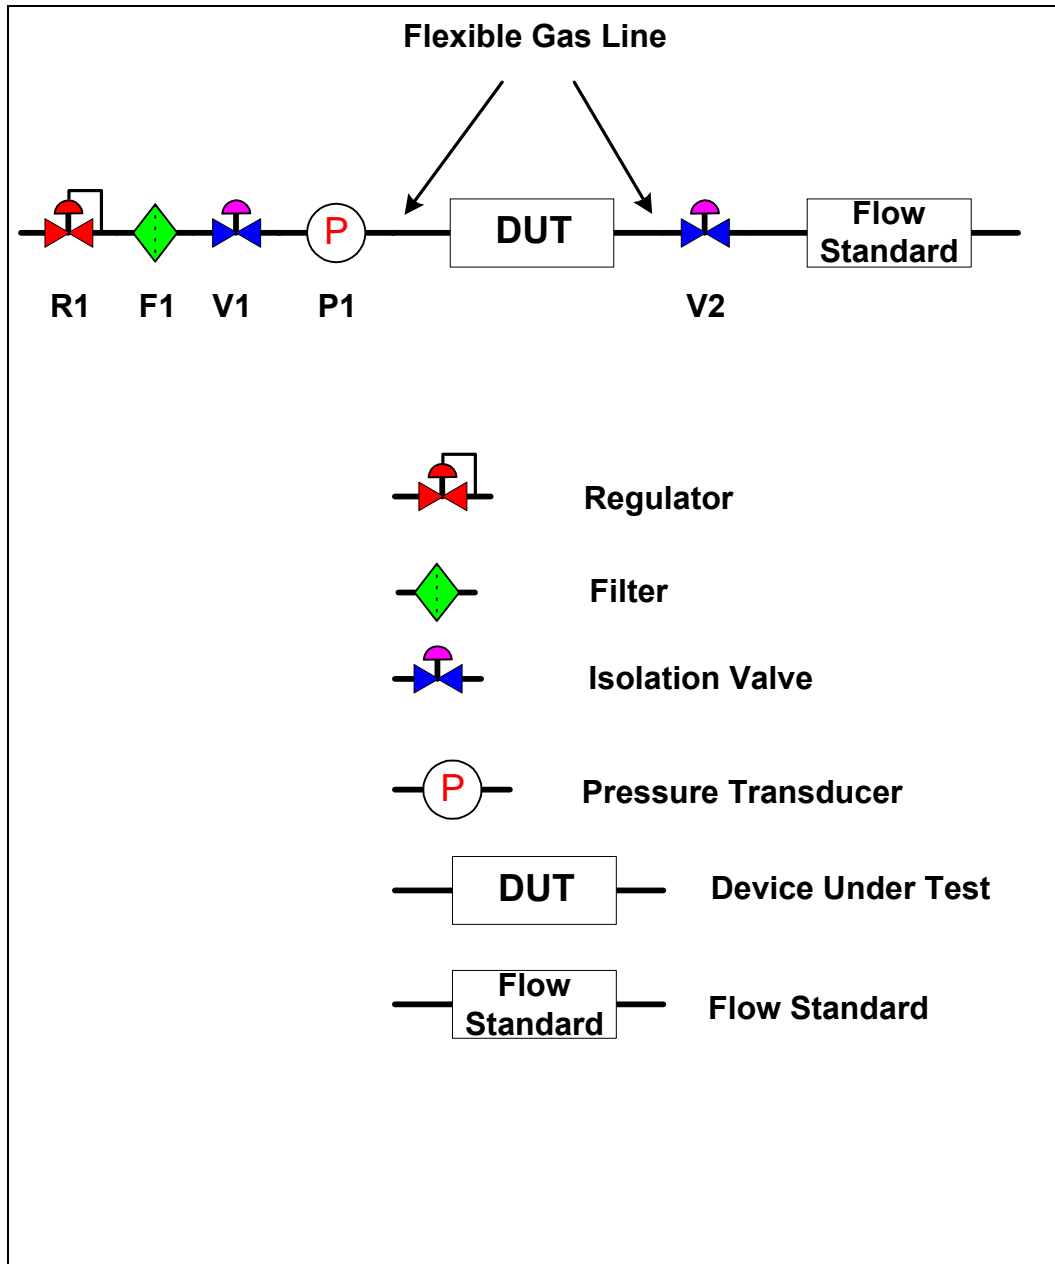 Flexible Gas Line
P
DUT
Flow
Standard
R1 F1 V1 P1 V2
Regulator
Filter
Isolation Valve
P
Pressure Transducer
DUT
Device Under Test
Flow
Standard
Flow Standard